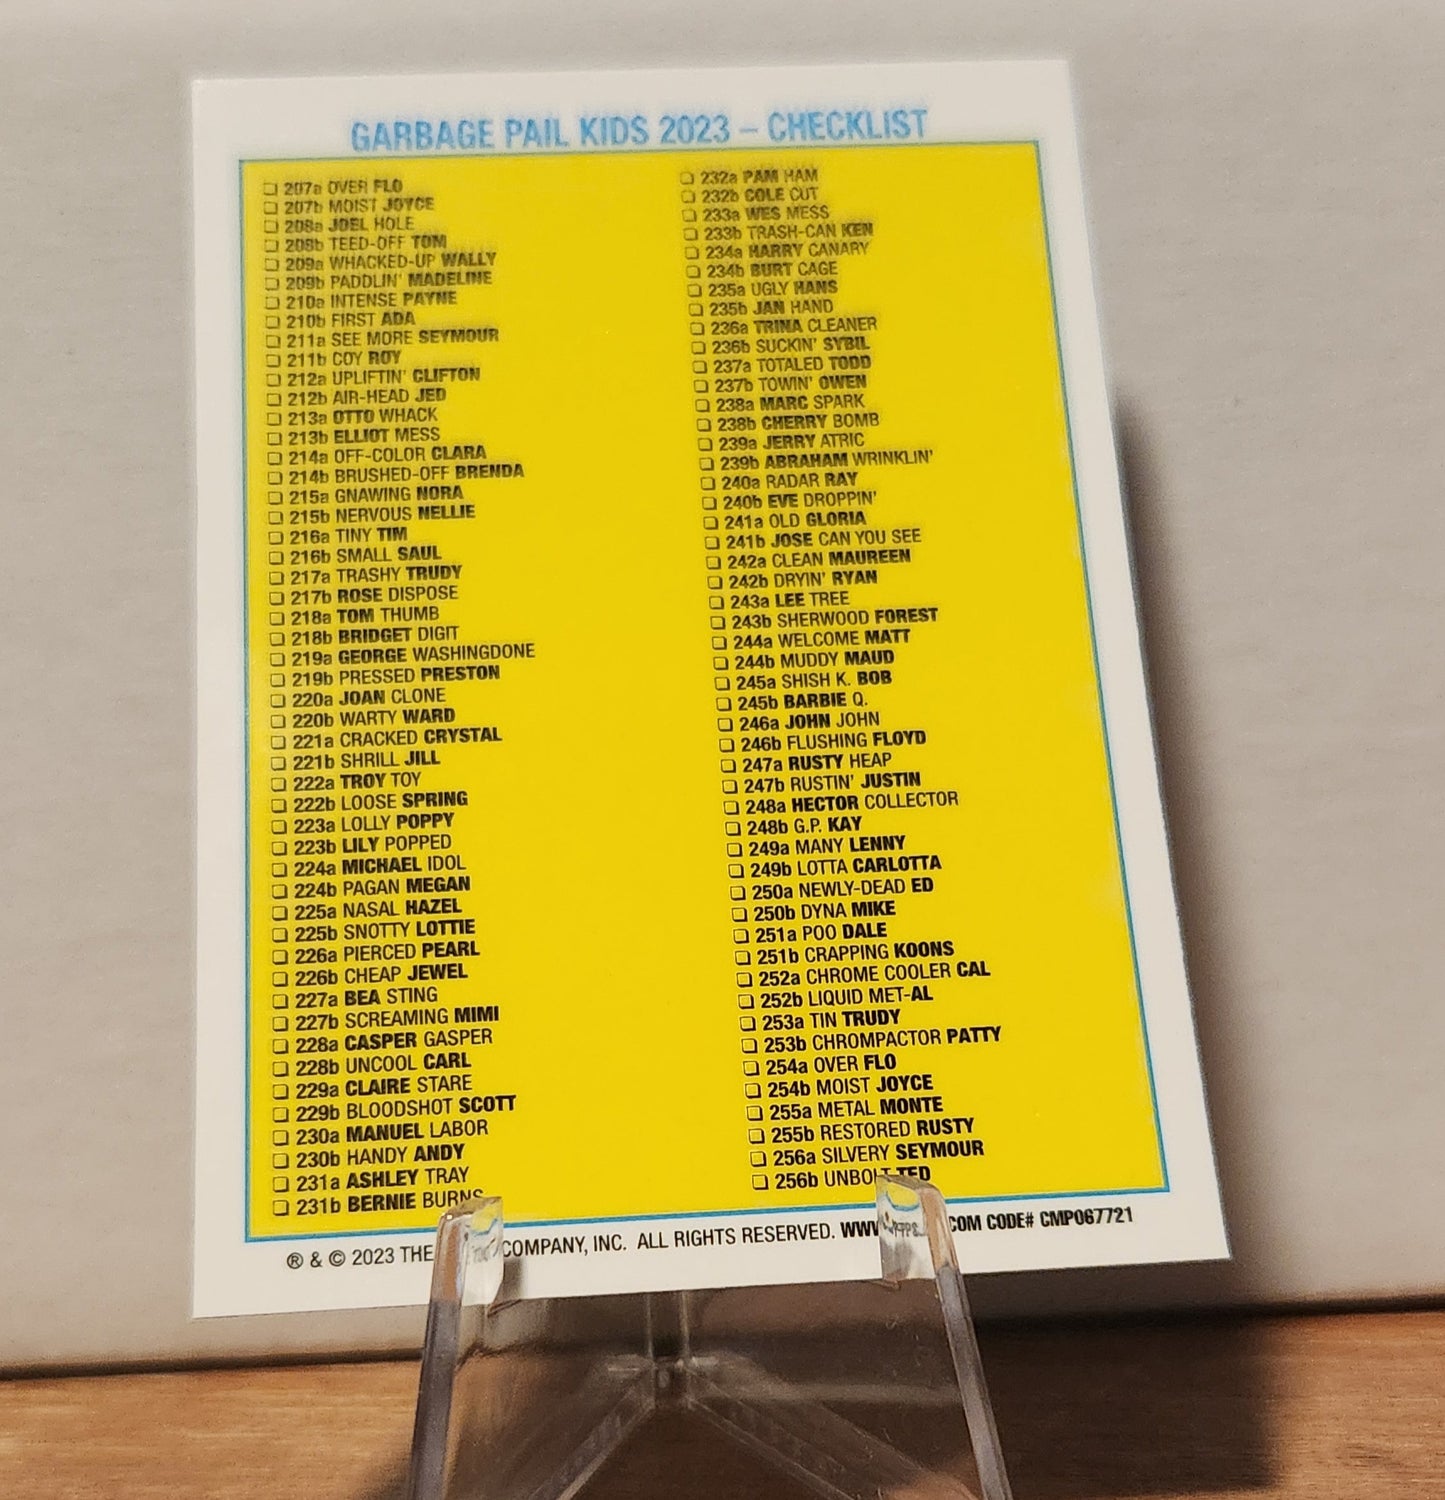 GARBAGE PAIL KIDS 2023 – CHECKLIST
207a OVER FLO
207b MOIST JOYCE
208a JOEL HOLE
208b TEED-OFF TOM
209a WHACKED-UP WALLY
209b PADDLIN' MADELINE
210a INTENSE PAYNE
210b FIRST ADA
211a SEE MORE SEYMOUR
211b COY ROY
212a UPLIFTIN' CLIFTON
212b AIR-HEAD JED
213a OTTO WHACK
213b ELLIOT MESS
214a OFF-COLOR CLARA
214b BRUSHED-OFF BRENDA
215a GNAWING NORA
215b NERVOUS NELLIE
216a TINY TIM
216b SMALL SAUL
217a TRASHY TRUDY
217b ROSE DISPOSE
218a TOM THUMB
218b BRIDGET DIGIT
219a GEORGE WASHINGDONE
219b PRESSED PRESTON
220a JOAN CLONE
220b WARTY WARD
221a CRACKED CRYSTAL
221b SHRILL JILL
222a TROY TOY
222b LOOSE SPRING
223a LOLLY POPPY
223b LILY POPPED
224a MICHAEL IDOL
224b PAGAN MEGAN
225a NASAL HAZEL
225b SNOTTY LOTTIE
226a PIERCED PEARL
226b CHEAP JEWEL
227a BEA STING
227b SCREAMING MIMI
228a CASPER GASPER
228b UNCOOL CARL
229a CLAIRE STARE
229b BLOODSHOT SCOTT
230a MANUEL LABOR
230b HANDY ANDY
231a ASHLEY TRAY
231b BERNIE BURNS
232a PAM HAM
232b COLE CUT
233a WES MESS
233b TRASH-CAN KEN
234a HARRY CANARY
234b BURT CAGE
235a UGLY HANS
235b JAN HAND
236a TRINA CLEANER
236b SUCKIN' SYBIL
237a TOTALED TODD
237b TOWIN' OWEN
238a MARC SPARK
238b CHERRY BOMB
239a JERRY ATRIC
239b ABRAHAM WRINKLIN'
240a RADAR RAY
240b EVE DROPPIN'
241a OLD GLORIA
241b JOSE CAN YOU SEE
242a CLEAN MAUREEN
242b DRYIN' RYAN
243a LEE TREE
243b SHERWOOD FOREST
244a WELCOME MATT
244b MUDDY MAUD
245a SHISH K. BOB
245b BARBIE Q.
246a JOHN JOHN
246b FLUSHING FLOYD
247a RUSTY HEAP
247b RUSTIN' JUSTIN
248a HECTOR COLLECTOR
248b G.P. KAY
249a MANY LENNY
249b LOTTA CARLOTTA
250a NEWLY-DEAD ED
250b DYNA MIKE
251a POO DALE
251b CRAPPING KOONS
252a CHROME COOLER CAL
252b LIQUID MET-AL
253a TIN TRUDY
253b CHROMPACTOR PATTY
254a OVER FLO
254b MOIST JOYCE
255a METAL MONTE
255b RESTORED RUSTY
256a SILVERY SEYMOUR
256b UNBOLT TED
® & © 2023 THE COMPANY, INC. ALL RIGHTS RESERVED. COM CODE# CMP067721